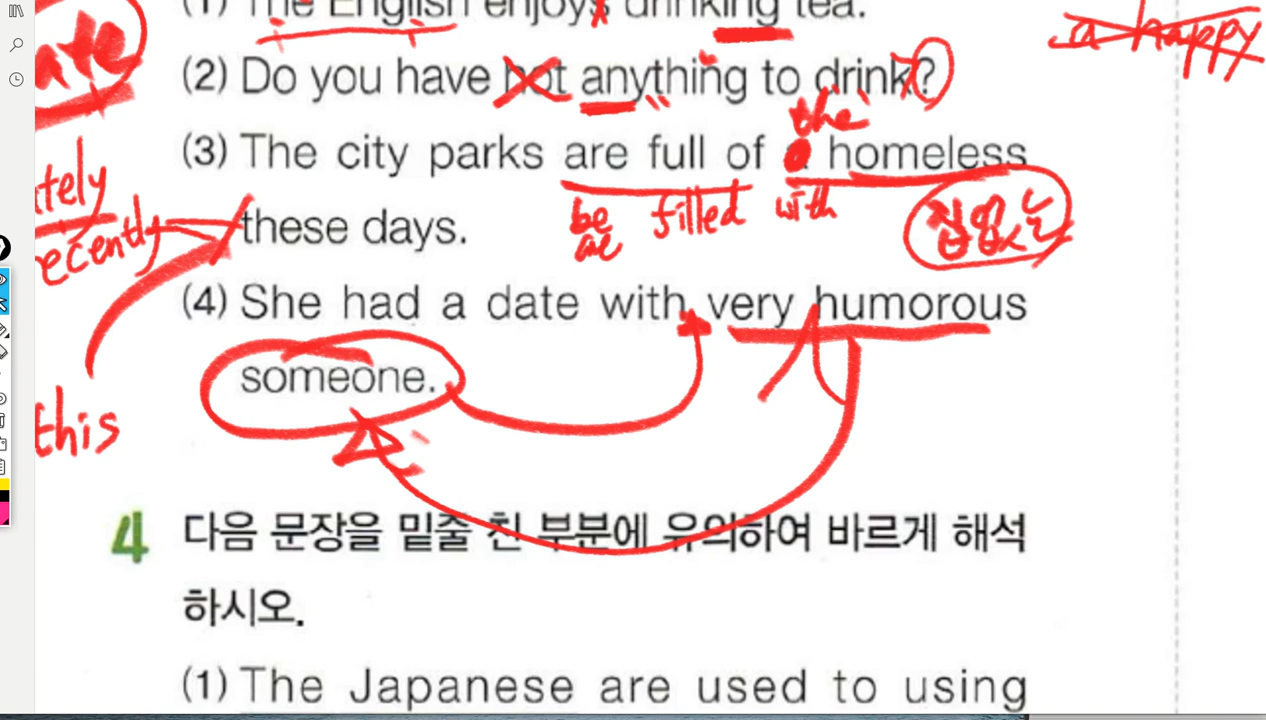 (1) The English enjoys drinking tea.
a happy
ate
(2) Do you have hot anything to drink?
the
(3) The city parks are full of a homeless
tely
be filled with
집없는
recently
these days.
(4) She had a date with very humorous
someone.
this
4 다음 문장을 밑줄 친 부분에 유의하여 바르게 해석
하시오.
(1) The Japanese are used to using